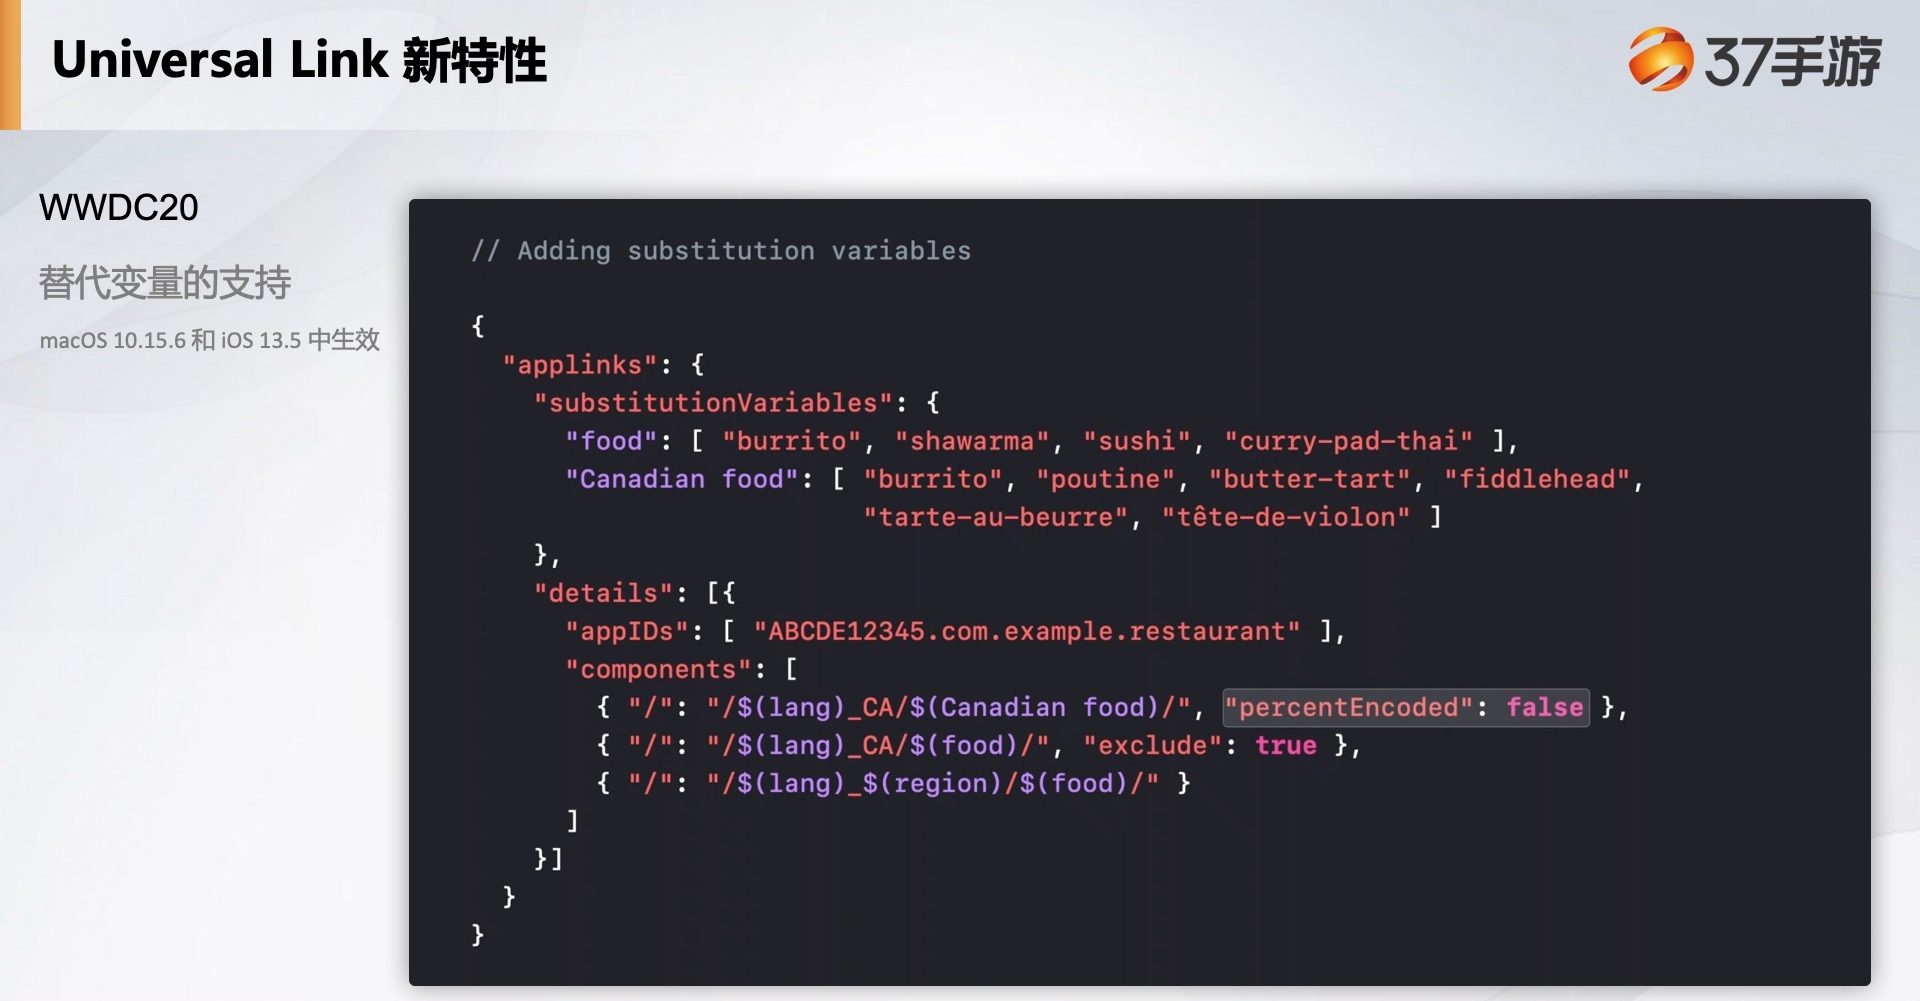 Universal Link 新特性
37手游
WWDC20
替代变量的支持
macOS 10.15.6 和 iOS 13.5 中生效
// Adding substitution variables
{
"applinks": {
"substitutionVariables": {
"food": [ "burrito", "shawarma", "sushi", "curry-pad-thai" ],
"Canadian food": [ "burrito", "poutine", "butter-tart", "fiddlehead",
"tarte-au-beurre", "tête-de-violon" ]
},
"details": [{
"appIDs": [ "ABCDE12345.com.example.restaurant" ],
"components": [
{ "/": "/$(lang)_CA/$(Canadian food)/", "percentEncoded": false },
{ "/": "/$(lang)_CA/$(food)/", "exclude": true },
{ "/": "/$(lang)_$(region)/$(food)/" }
]
}]
}
}